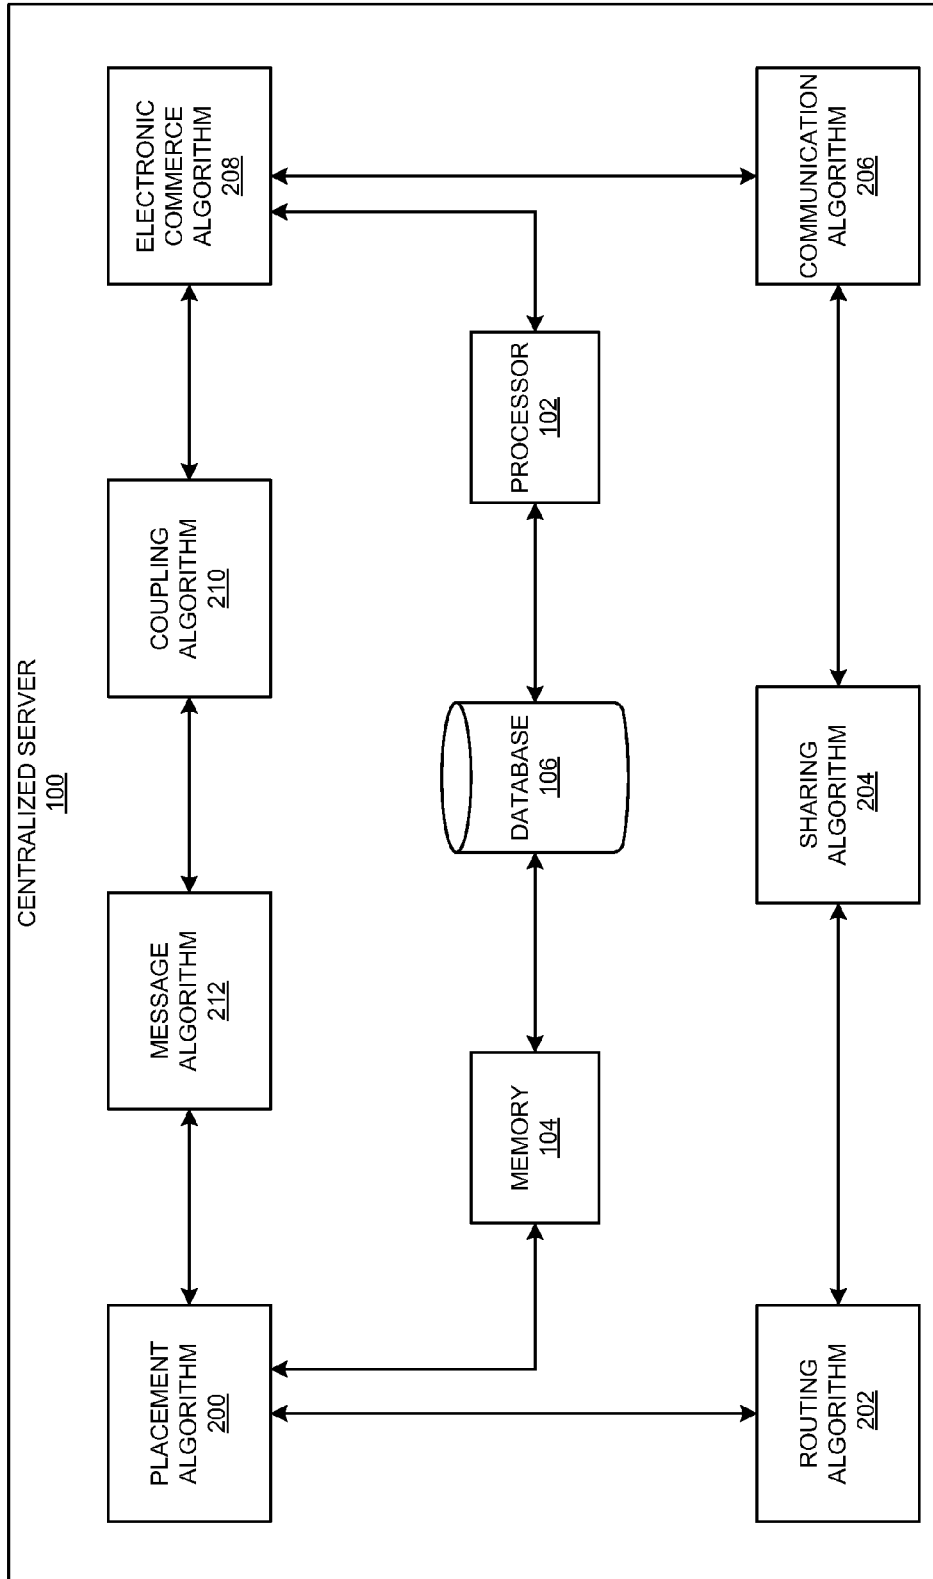 CENTRALIZED SERVER
100
PLACEMENT
ALGORITHM
200
MESSAGE
ALGORITHM
212
COUPLING
ALGORITHM
210
ELECTRONIC
COMMERCE
ALGORITHM
208
MEMORY
104
DATABASE
106
PROCESSOR
102
ROUTING
ALGORITHM
202
SHARING
ALGORITHM
204
COMMUNICATION
ALGORITHM
206